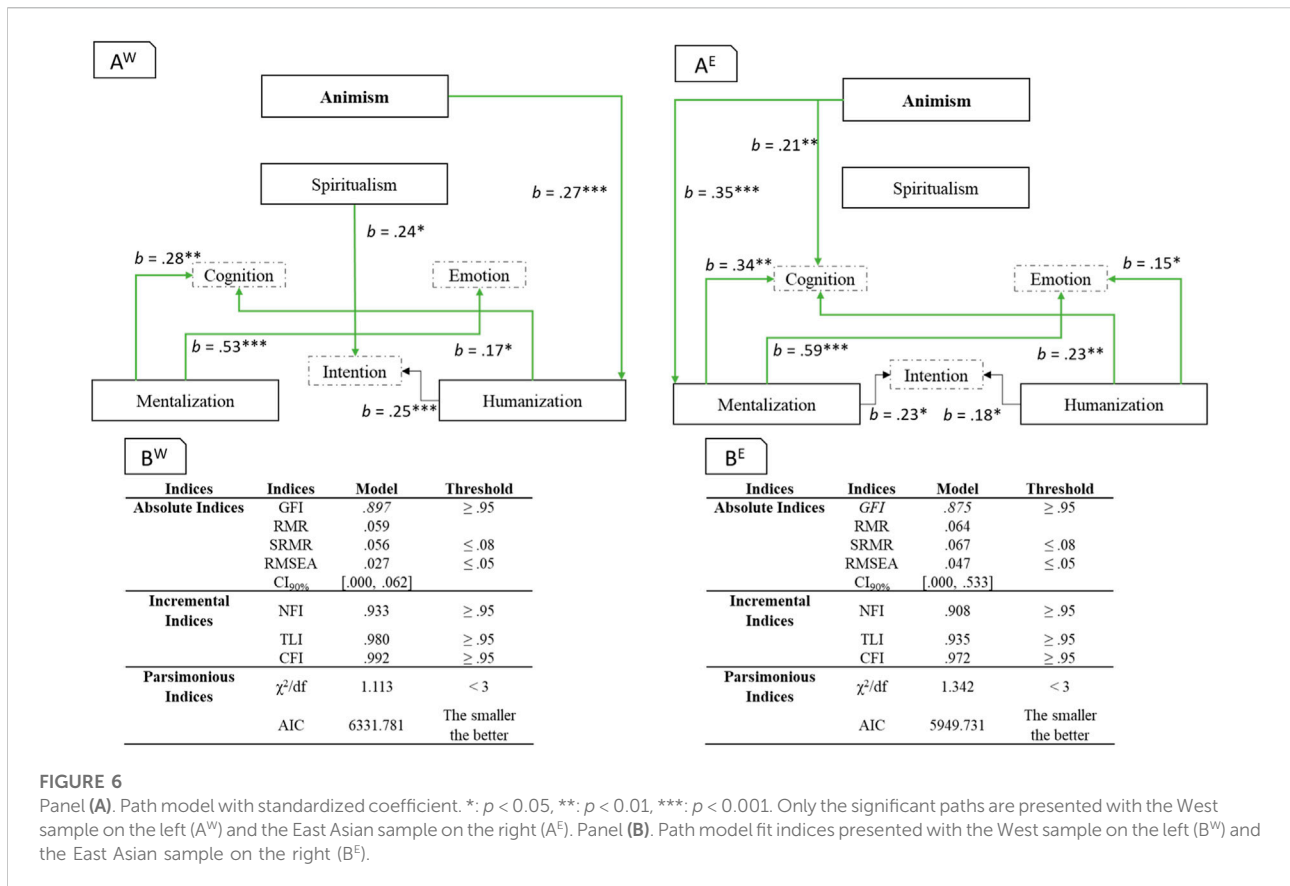 A^W
Animism
Spiritualism
b = .27***
b = .24*
b = .28**
Cognition
Emotion
b = .53***
b = .17*
Intention
Mentalization
b = .25***
Humanization
A^E
Animism
b = .21**
b = .35***
Spiritualism
b = .34**
Cognition
Emotion
b = .15*
b = .59***
b = .23**
Intention
Mentalization
b = .23*
b = .18*
Humanization
B^W
Indices Indices Model Threshold
Absolute Indices GFI .897 ≥ .95
RMR .059
SRMR .056 ≤ .08
RMSEA .027 ≤ .05
CI90% [.000, .062]
Incremental
Indices NFI .933 ≥ .95
TLI .980 ≥ .95
CFI .992 ≥ .95
Parsimonious
Indices χ²/df 1.113 < 3
AIC 6331.781 The smaller
the better
B^E
Indices Indices Model Threshold
Absolute Indices GFI .875 ≥ .95
RMR .064
SRMR .067 ≤ .08
RMSEA .047 ≤ .05
CI90% [.000, .533]
Incremental
Indices NFI .908 ≥ .95
TLI .935 ≥ .95
CFI .972 ≥ .95
Parsimonious
Indices χ²/df 1.342 < 3
AIC 5949.731 The smaller
the better
FIGURE 6
Panel (A). Path model with standardized coefficient. *: p < 0.05, **: p < 0.01, ***: p < 0.001. Only the significant paths are presented with the West
sample on the left (A^W) and the East Asian sample on the right (A^E). Panel (B). Path model fit indices presented with the West sample on the left (B^W) and
the East Asian sample on the right (B^E).